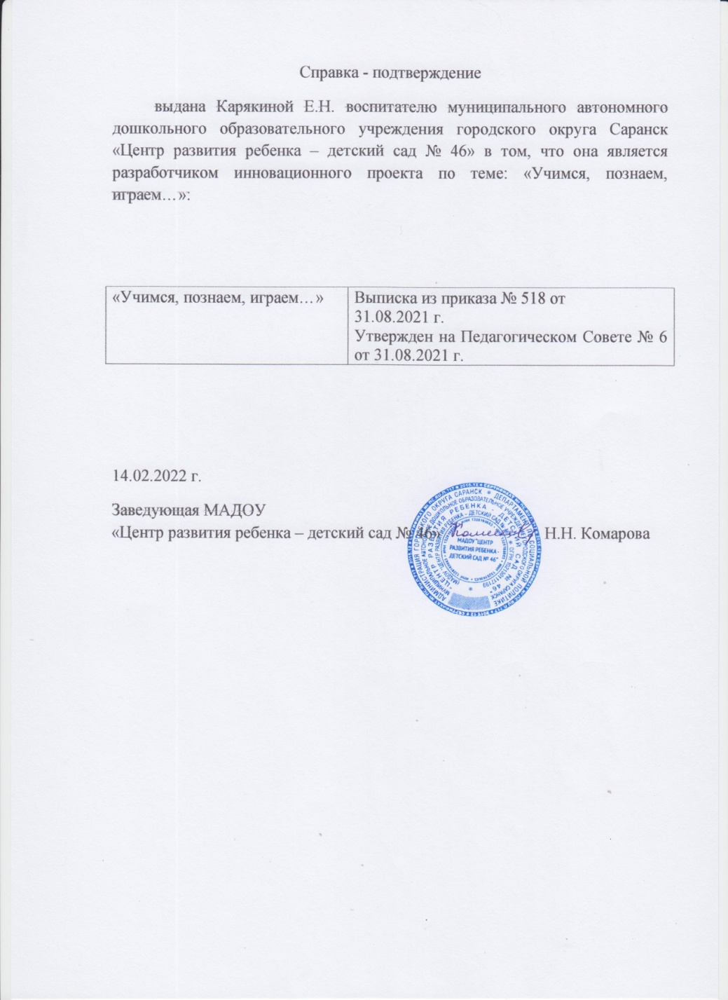 Справка - подтверждение
выдана Карякиной Е.Н. воспитателю муниципального автономного
дошкольного образовательного учреждения городского округа Саранск
«Центр развития ребенка – детский сад № 46» в том, что она является
разработчиком инновационного проекта по теме: «Учимся, познаем,
играем…»:
«Учимся, познаем, играем…»
Выписка из приказа № 518 от
31.08.2021 г.
Утвержден на Педагогическом Совете № 6
от 31.08.2021 г.
14.02.2022 г.
Заведующая МАДОУ
«Центр развития ребенка – детский сад № 46» Н.Н. Комарова
МАДОУ "ЦЕНТР
РАЗВИТИЯ РЕБЕНКА -
ДЕТСКИЙ САД № 46"